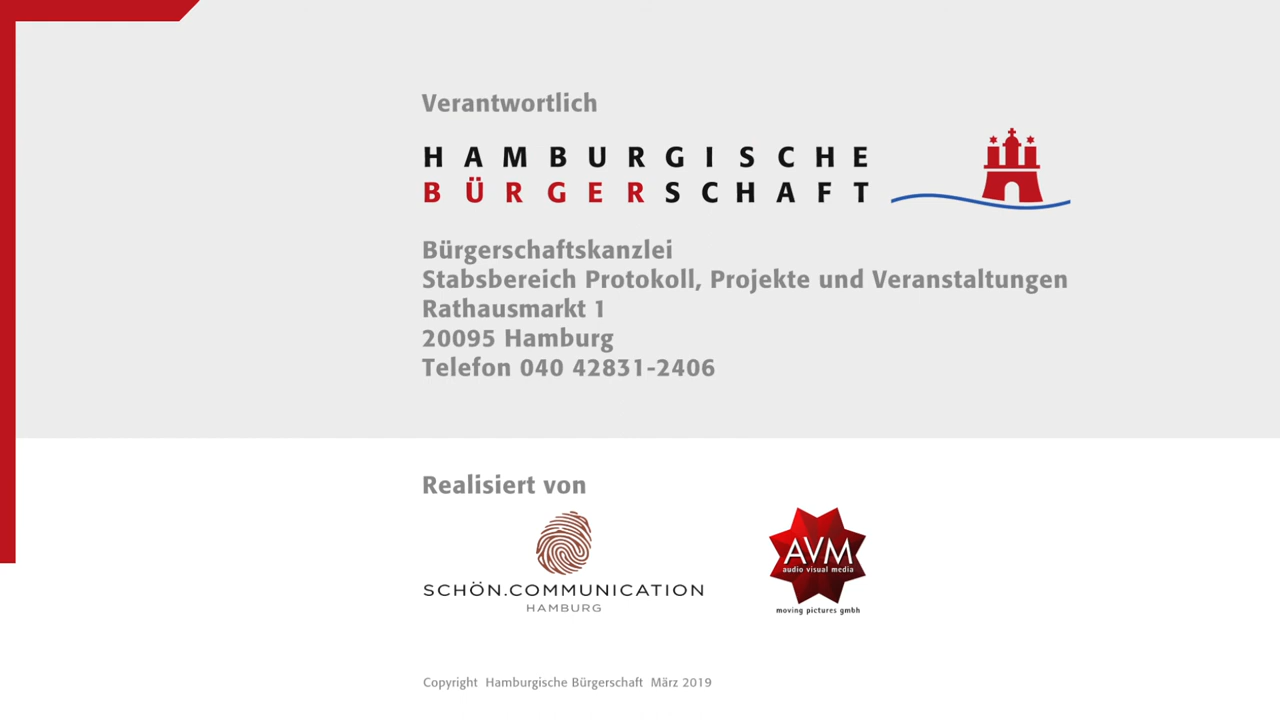 Verantwortlich
HAMBURGISCHE
BÜRGERSCHAFT
Bürgerschaftskanzlei
Stabsbereich Protokoll, Projekte und Veranstaltungen
Rathausmarkt 1
20095 Hamburg
Telefon 040 42831-2406
Realisiert von
SCHÖN.COMMUNICATION
HAMBURG
AVM
audio visual media
moving pictures gmbh
Copyright Hamburgische Bürgerschaft März 2019